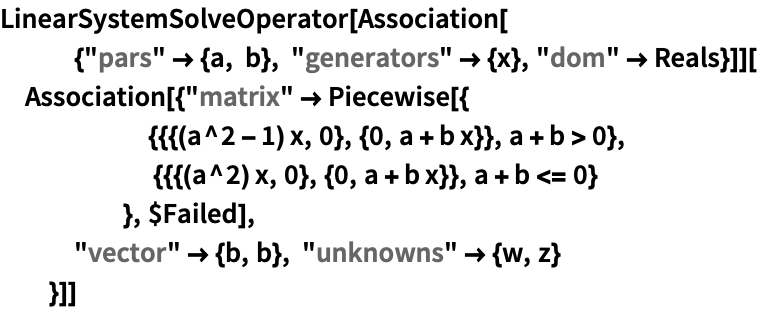 LinearSystemSolveOperator[Association[
{"pars" → {a, b}, "generators" → {x}, "dom" → Reals}]][
Association[{"matrix" → Piecewise[{
{{{(a^2 - 1) x, 0}, {0, a + b x}}, a + b > 0},
{{{(a^2) x, 0}, {0, a + b x}}, a + b <= 0}
}, $Failed],
"vector" → {b, b}, "unknowns" → {w, z}
}]]